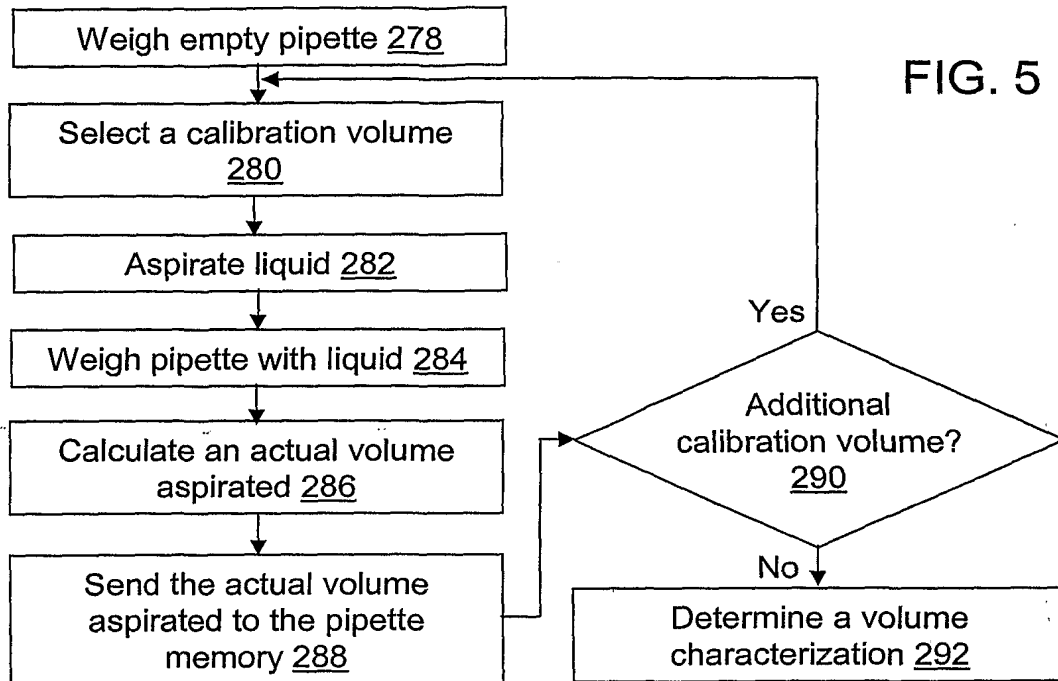 Weigh empty pipette 278
FIG. 5
Select a calibration volume
280
Aspirate liquid 282
Weigh pipette with liquid 284
Calculate an actual volume
aspirated 286
Send the actual volume
aspirated to the pipette
memory 288
Yes
Additional
calibration volume?
290
No
Determine a volume
characterization 292